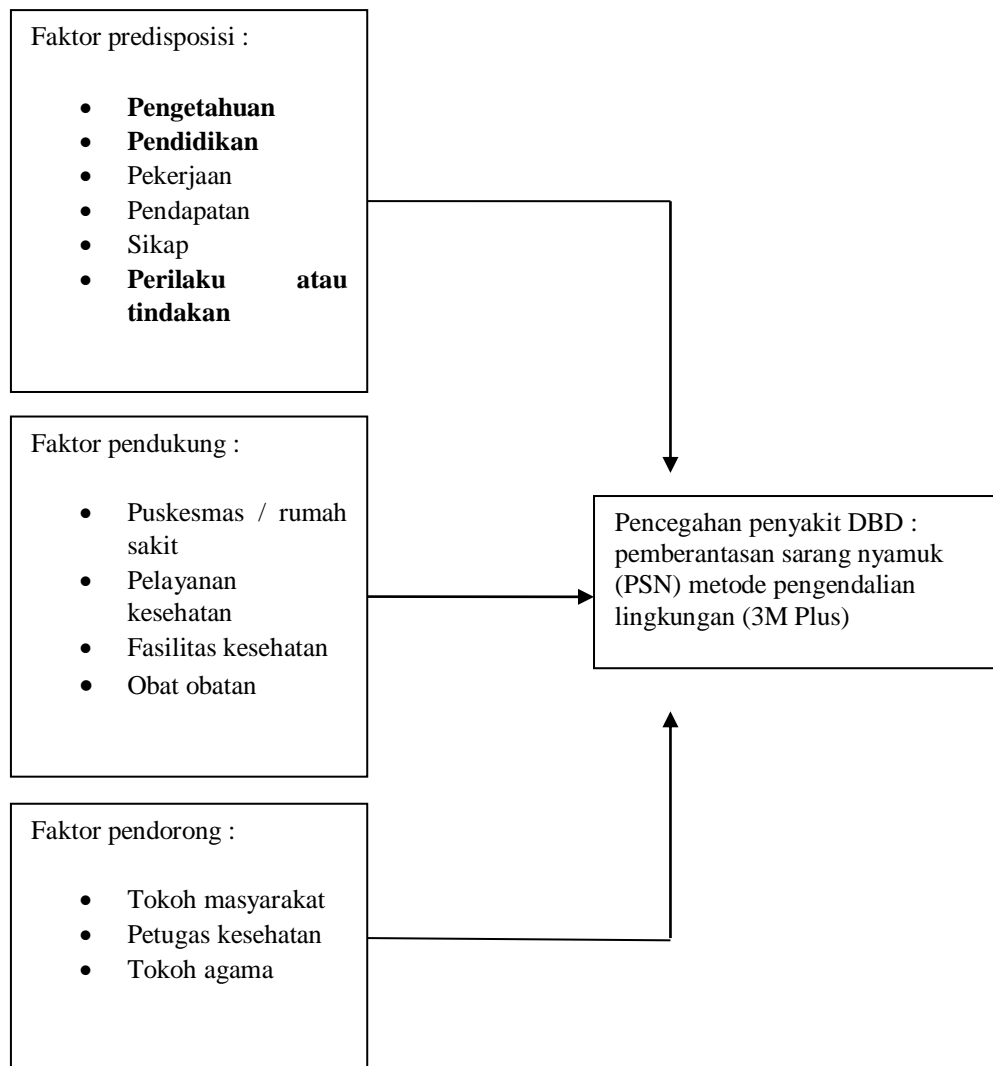 Faktor predisposisi :
• Pengetahuan
• Pendidikan
• Pekerjaan
• Pendapatan
• Sikap
• Perilaku atau
tindakan
Faktor pendukung :
• Puskesmas / rumah
sakit
• Pelayanan
kesehatan
• Fasilitas kesehatan
• Obat obatan
Pencegahan penyakit DBD :
pemberantasan sarang nyamuk
(PSN) metode pengendalian
lingkungan (3M Plus)
Faktor pendorong :
• Tokoh masyarakat
• Petugas kesehatan
• Tokoh agama